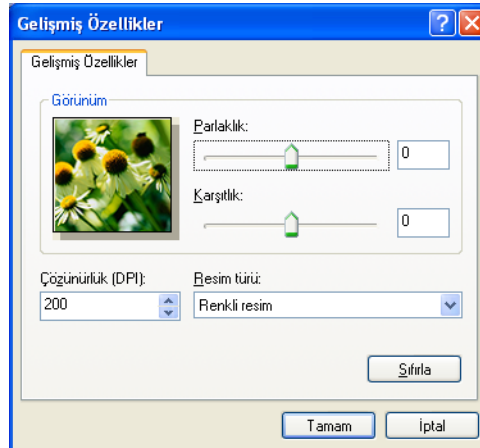 Gelişmiş Özellikler
Gelişmiş Özellikler
Görünüm
Parlaklık:
0
Karşıtlık:
0
Çözünürlük (DPI): Resim türü:
200 Renkli resim
Sıfırla
Tamam İptal